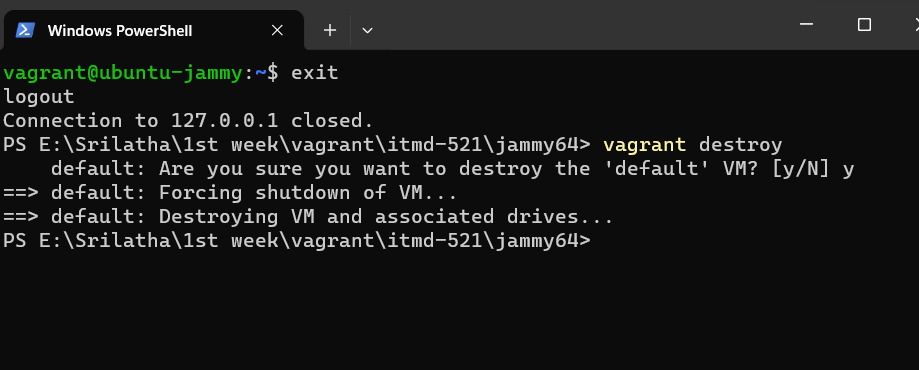 Windows PowerShell
vagrant@ubuntu-jammy:~$ exit
logout
Connection to 127.0.0.1 closed.
PS E:\Srilatha\1st week\vagrant\itmd-521\jammy64> vagrant destroy
    default: Are you sure you want to destroy the 'default' VM? [y/N] y
==> default: Forcing shutdown of VM...
==> default: Destroying VM and associated drives...
PS E:\Srilatha\1st week\vagrant\itmd-521\jammy64>